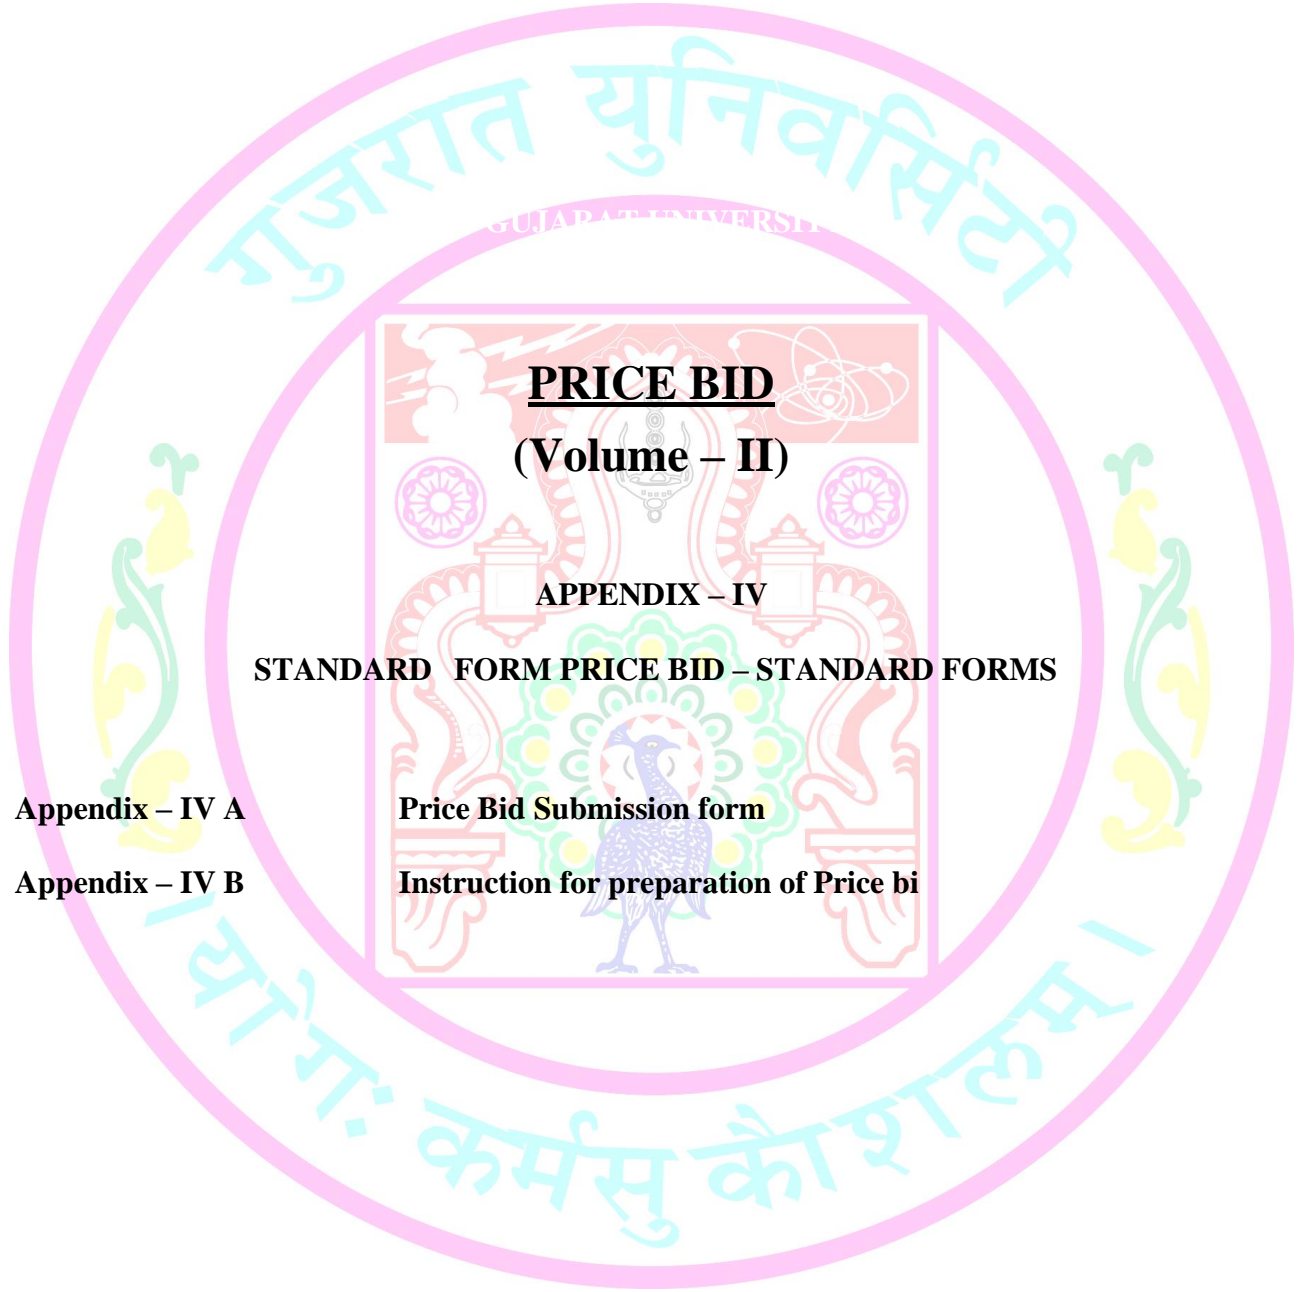 गुजरात युनिवर्सिटी
GUJARAT UNIVERSITY
PRICE BID
(Volume – II)
APPENDIX – IV
STANDARD FORM PRICE BID – STANDARD FORMS
Appendix – IV A Price Bid Submission form
Appendix – IV B Instruction for preparation of Price bi
। योगः कर्मसु कौशलम् ।